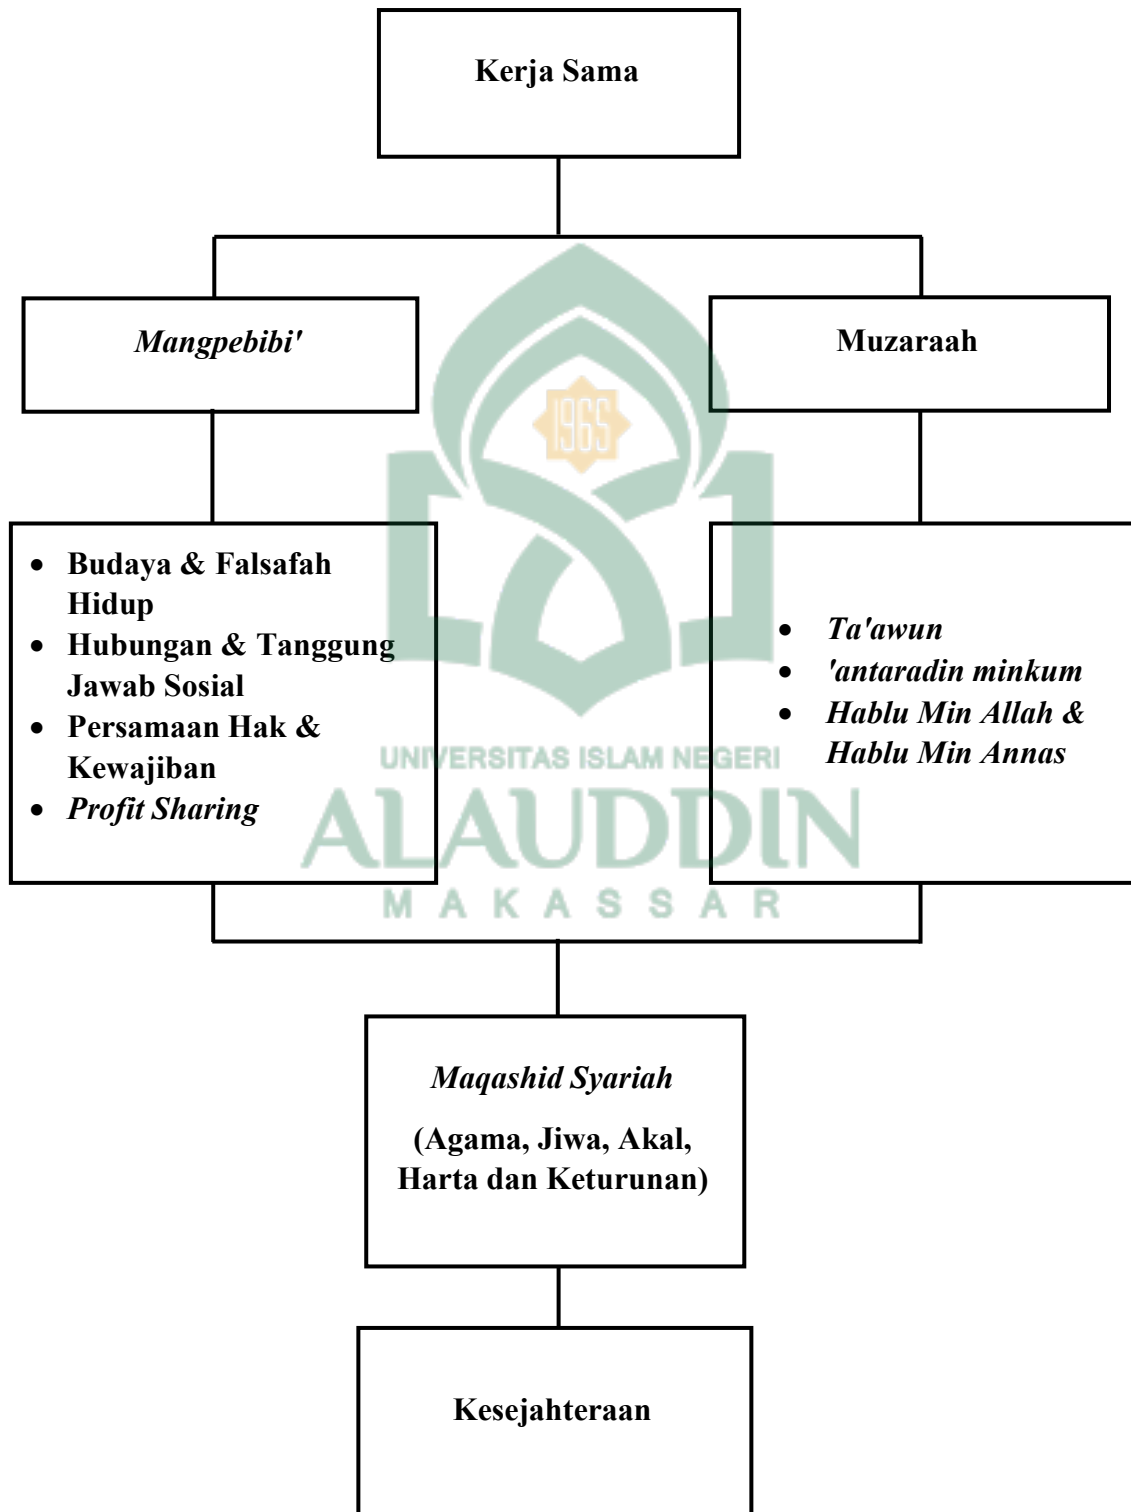 Kerja Sama
Mangpebibi'
Muzaraah
1965
• Budaya & Falsafah
Hidup
• Hubungan & Tanggung
Jawab Sosial
• Persamaan Hak &
Kewajiban
• Profit Sharing
• Ta'awun
• 'antaradin minkum
• Hablu Min Allah &
Hablu Min Annas
UNIVERSITAS ISLAM NEGERI
ALAUDDIN
MAKASSAR
Maqashid Syariah
(Agama, Jiwa, Akal,
Harta dan Keturunan)
Kesejahteraan